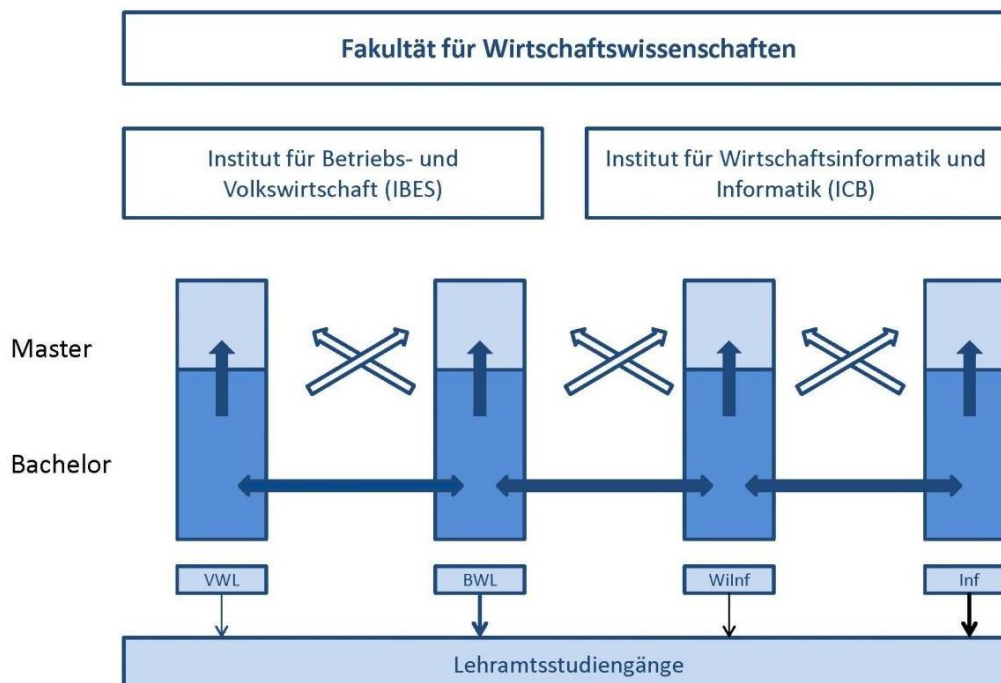 Fakultät für Wirtschaftswissenschaften
Institut für Betriebs- und
Volkswirtschaft (IBES)
Institut für Wirtschaftsinformatik und
Informatik (ICB)
Master
Bachelor
VWL
BWL
WiInf
Inf
Lehramtsstudiengänge